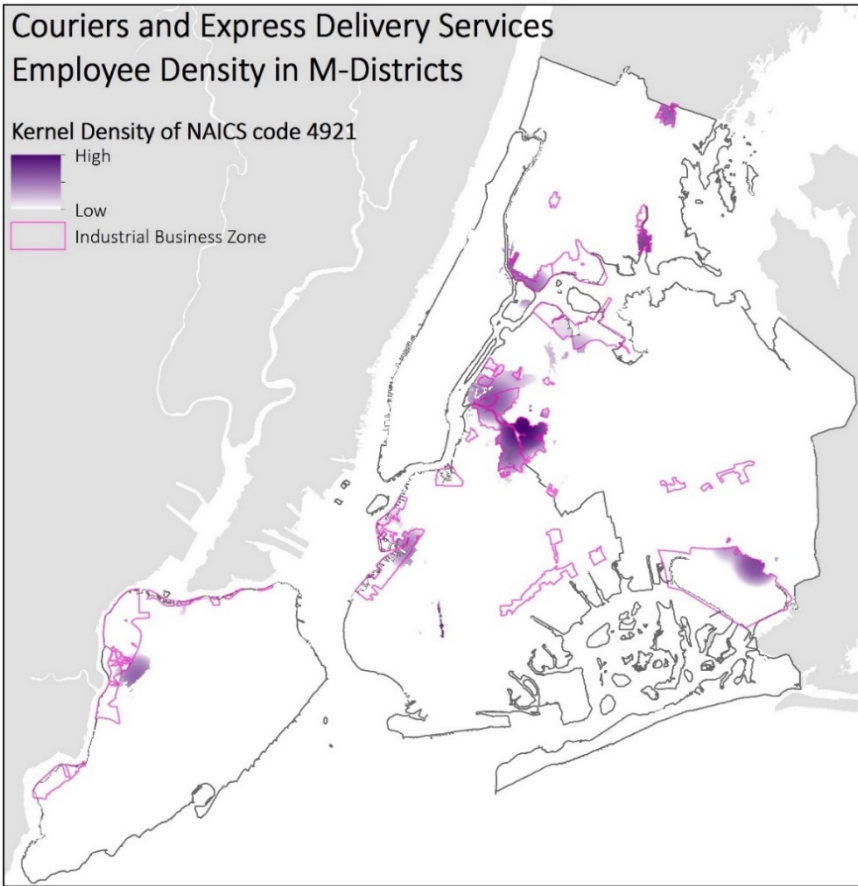 Couriers and Express Delivery Services
Employee Density in M-Districts
Kernel Density of NAICS code 4921
High
Low
Industrial Business Zone